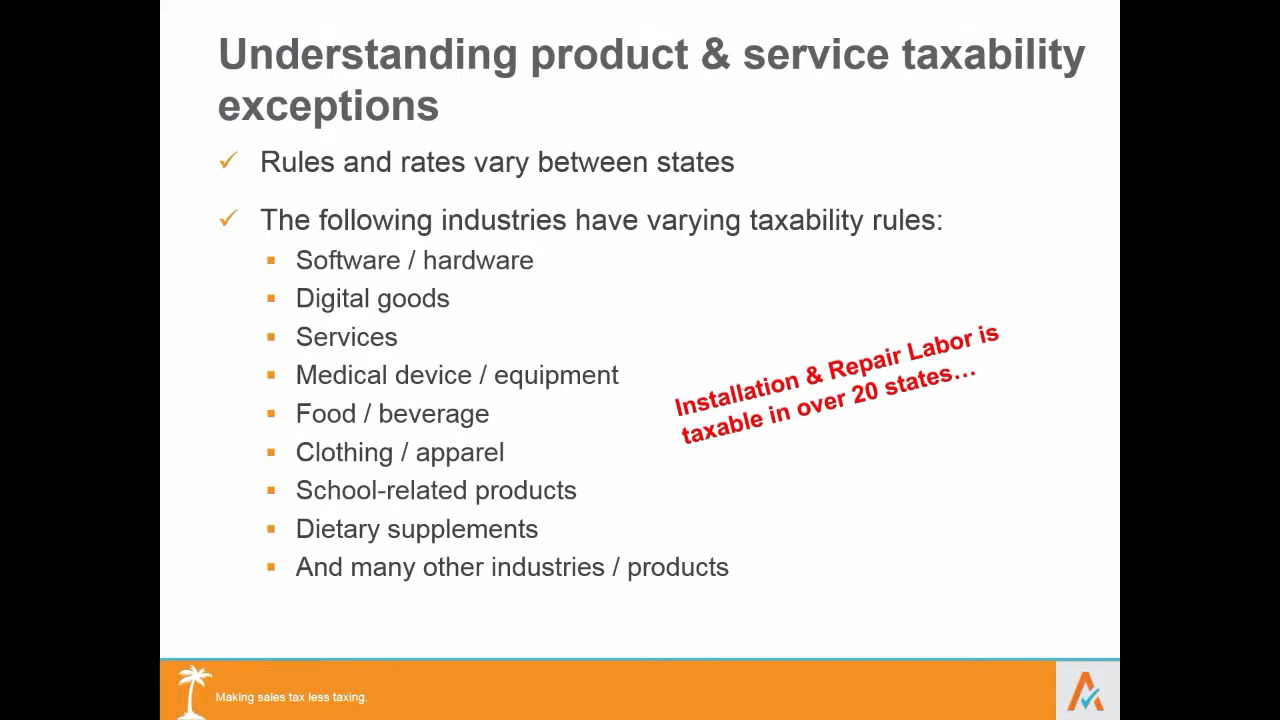 Understanding product & service taxability
exceptions
✓ Rules and rates vary between states
✓ The following industries have varying taxability rules:
▪ Software / hardware
▪ Digital goods
▪ Services
▪ Medical device / equipment
▪ Food / beverage
▪ Clothing / apparel
▪ School-related products
▪ Dietary supplements
▪ And many other industries / products
Installation & Repair Labor is
taxable in over 20 states…
Making sales tax less taxing.